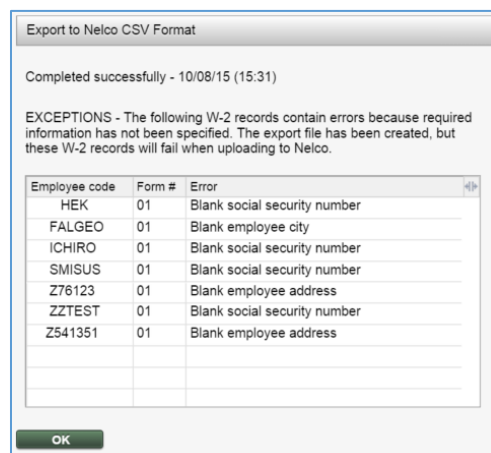 Export to Nelco CSV Format
Completed successfully - 10/08/15 (15:31)
EXCEPTIONS - The following W-2 records contain errors because required
information has not been specified. The export file has been created, but
these W-2 records will fail when uploading to Nelco.
Employee code Form # Error
HEK 01 Blank social security number
FALGEO 01 Blank employee city
ICHIRO 01 Blank social security number
SMISUS 01 Blank social security number
Z76123 01 Blank employee address
ZZTEST 01 Blank social security number
Z541351 01 Blank employee address
OK